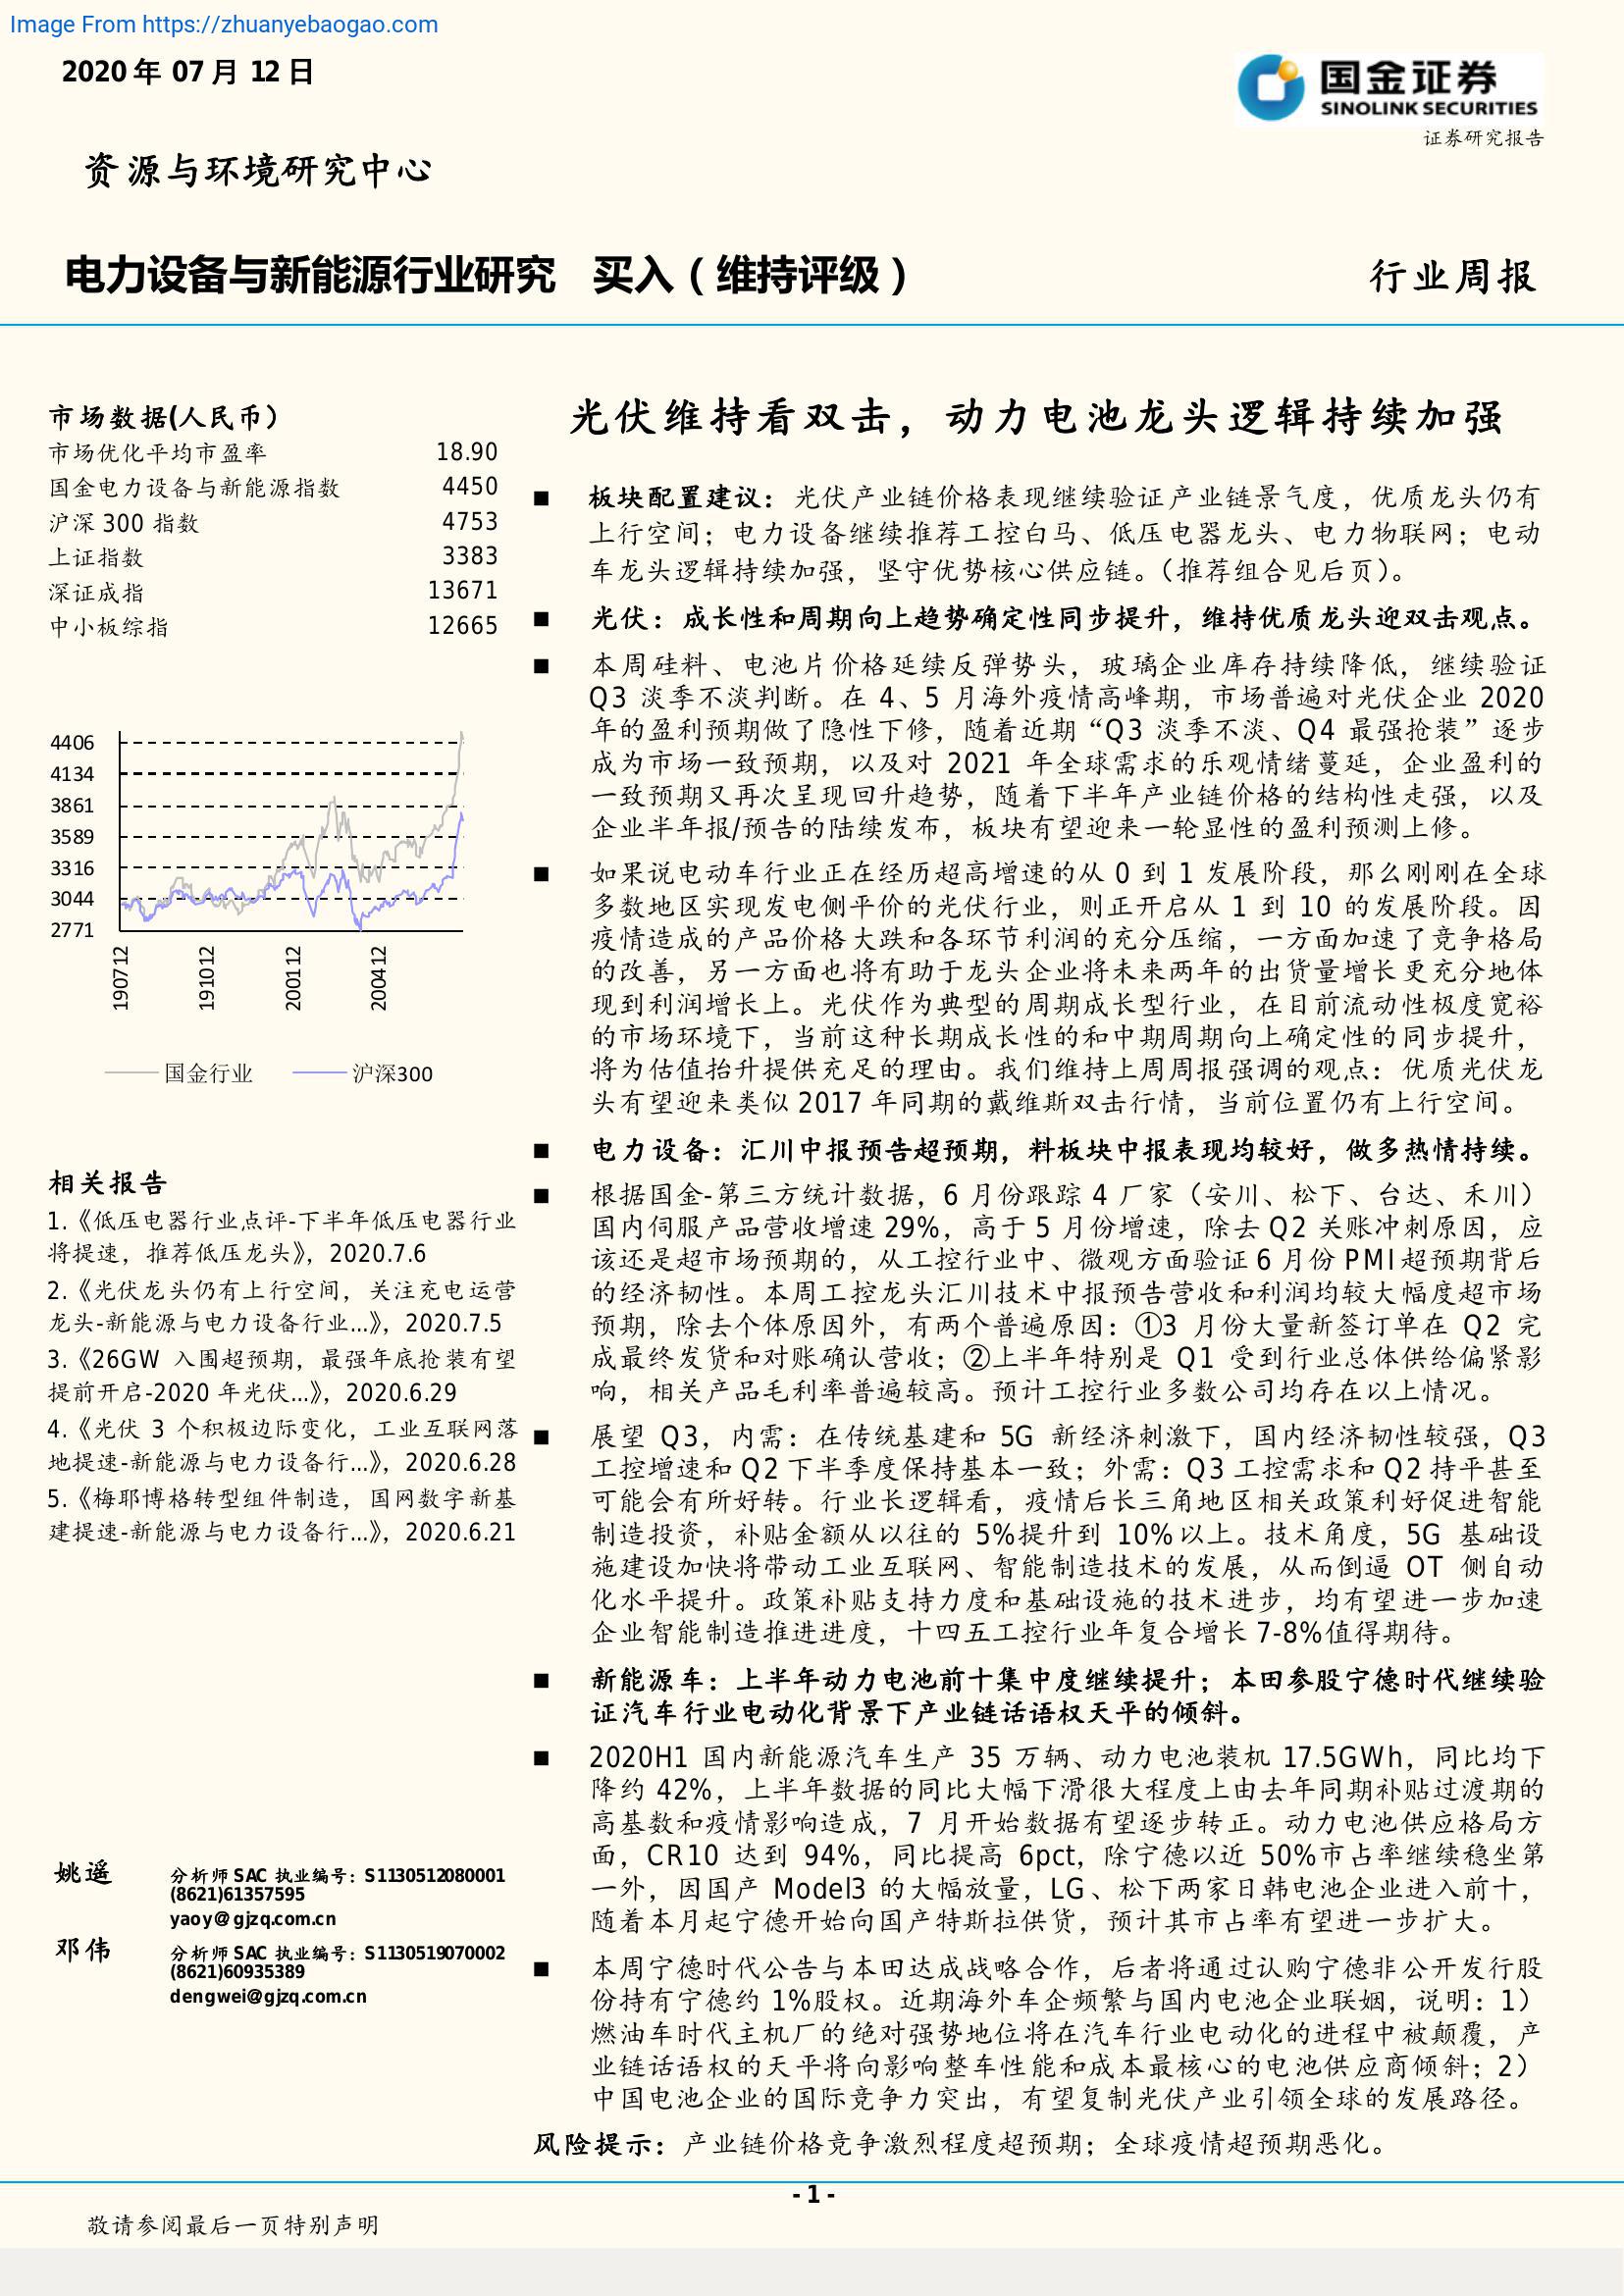 Image From https://zhuanyebaogao.com
2020 年 07 月 12 日
国金证券
SINOLINK SECURITIES
证券研究报告
资源与环境研究中心
电力设备与新能源行业研究 买入（维持评级）
行业周报
市场数据(人民币）
市场优化平均市盈率 18.90
国金电力设备与新能源指数 4450
沪深 300 指数 4753
上证指数 3383
深证成指 13671
中小板综指 12665
4406
4134
3861
3589
3316
3044
2771
190712
191012
200112
200412
国金行业 沪深300
相关报告
1.《低压电器行业点评-下半年低压电器行业
将提速，推荐低压龙头》，2020.7.6
2.《光伏龙头仍有上行空间，关注充电运营
龙头-新能源与电力设备行业...》，2020.7.5
3.《26GW 入围超预期，最强年底抢装有望
提前开启-2020 年光伏...》，2020.6.29
4.《光伏 3 个积极边际变化，工业互联网落
地提速-新能源与电力设备行...》，2020.6.28
5.《梅耶博格转型组件制造，国网数字新基
建提速-新能源与电力设备行...》，2020.6.21
姚遥 分析师 SAC 执业编号：S1130512080001
(8621)61357595
yaoy＠gjzq.com.cn
邓伟 分析师 SAC 执业编号：S1130519070002
(8621)60935389
dengwei@gjzq.com.cn
光伏维持看双击，动力电池龙头逻辑持续加强
■ 板块配置建议：光伏产业链价格表现继续验证产业链景气度，优质龙头仍有
上行空间；电力设备继续推荐工控白马、低压电器龙头、电力物联网；电动
车龙头逻辑持续加强，坚守优势核心供应链。（推荐组合见后页）。
■ 光伏：成长性和周期向上趋势确定性同步提升，维持优质龙头迎双击观点。
■ 本周硅料、电池片价格延续反弹势头，玻璃企业库存持续降低，继续验证
Q3 淡季不淡判断。在 4、5 月海外疫情高峰期，市场普遍对光伏企业 2020
年的盈利预期做了隐性下修，随着近期“Q3 淡季不淡、Q4 最强抢装”逐步
成为市场一致预期，以及对 2021 年全球需求的乐观情绪蔓延，企业盈利的
一致预期又再次呈现回升趋势，随着下半年产业链价格的结构性走强，以及
企业半年报/预告的陆续发布，板块有望迎来一轮显性的盈利预测上修。
■ 如果说电动车行业正在经历超高增速的从 0 到 1 发展阶段，那么刚刚在全球
多数地区实现发电侧平价的光伏行业，则正开启从 1 到 10 的发展阶段。因
疫情造成的产品价格大跌和各环节利润的充分压缩，一方面加速了竞争格局
的改善，另一方面也将有助于龙头企业将未来两年的出货量增长更充分地体
现到利润增长上。光伏作为典型的周期成长型行业，在目前流动性极度宽裕
的市场环境下，当前这种长期成长性的和中期周期向上确定性的同步提升，
将为估值抬升提供充足的理由。我们维持上周周报强调的观点：优质光伏龙
头有望迎来类似 2017 年同期的戴维斯双击行情，当前位置仍有上行空间。
■ 电力设备：汇川中报预告超预期，料板块中报表现均较好，做多热情持续。
■ 根据国金-第三方统计数据，6 月份跟踪 4 厂家（安川、松下、台达、禾川）
国内伺服产品营收增速 29%，高于 5 月份增速，除去 Q2 关账冲刺原因，应
该还是超市场预期的，从工控行业中、微观方面验证 6 月份 PMI 超预期背后
的经济韧性。本周工控龙头汇川技术中报预告营收和利润均较大幅度超市场
预期，除去个体原因外，有两个普遍原因：①3 月份大量新签订单在 Q2 完
成最终发货和对账确认营收；②上半年特别是 Q1 受到行业总体供给偏紧影
响，相关产品毛利率普遍较高。预计工控行业多数公司均存在以上情况。
■ 展望 Q3，内需：在传统基建和 5G 新经济刺激下，国内经济韧性较强，Q3
工控增速和 Q2 下半季度保持基本一致；外需：Q3 工控需求和 Q2 持平甚至
可能会有所好转。行业长逻辑看，疫情后长三角地区相关政策利好促进智能
制造投资，补贴金额从以往的 5%提升到 10%以上。技术角度，5G 基础设
施建设加快将带动工业互联网、智能制造技术的发展，从而倒逼 OT 侧自动
化水平提升。政策补贴支持力度和基础设施的技术进步，均有望进一步加速
企业智能制造推进进度，十四五工控行业年复合增长 7-8%值得期待。
■ 新能源车：上半年动力电池前十集中度继续提升；本田参股宁德时代继续验
证汽车行业电动化背景下产业链话语权天平的倾斜。
■ 2020H1 国内新能源汽车生产 35 万辆、动力电池装机 17.5GWh，同比均下
降约 42%，上半年数据的同比大幅下滑很大程度上由去年同期补贴过渡期的
高基数和疫情影响造成，7 月开始数据有望逐步转正。动力电池供应格局方
面，CR10 达到 94%，同比提高 6pct，除宁德以近 50%市占率继续稳坐第
一外，因国产 Model3 的大幅放量，LG、松下两家日韩电池企业进入前十，
随着本月起宁德开始向国产特斯拉供货，预计其市占率有望进一步扩大。
■ 本周宁德时代公告与本田达成战略合作，后者将通过认购宁德非公开发行股
份持有宁德约 1%股权。近期海外车企频繁与国内电池企业联姻，说明：1）
燃油车时代主机厂的绝对强势地位将在汽车行业电动化的进程中被颠覆，产
业链话语权的天平将向影响整车性能和成本最核心的电池供应商倾斜；2）
中国电池企业的国际竞争力突出，有望复制光伏产业引领全球的发展路径。
风险提示：产业链价格竞争激烈程度超预期；全球疫情超预期恶化。
- 1 -
敬请参阅最后一页特别声明